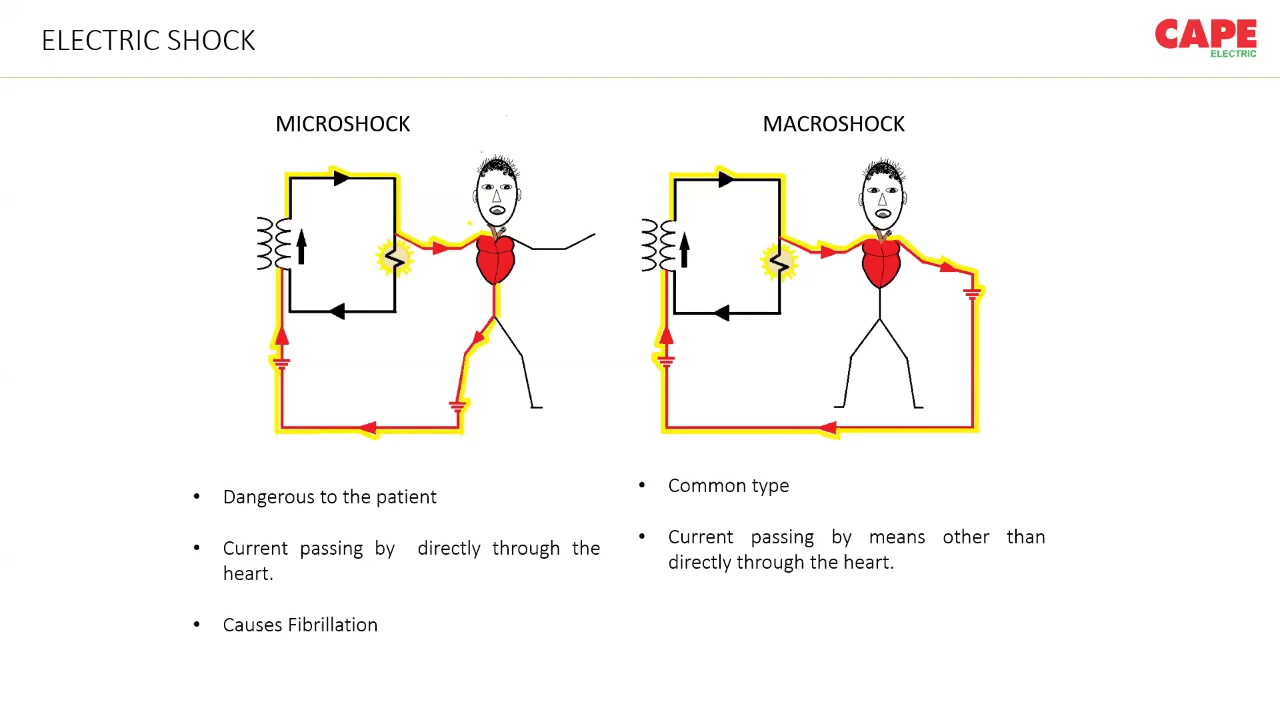 ELECTRIC SHOCK
CAPE
ELECTRIC
MICROSHOCK
MACROSHOCK
• Dangerous to the patient
• Current passing by directly through the
heart.
• Causes Fibrillation
• Common type
• Current passing by means other than
directly through the heart.